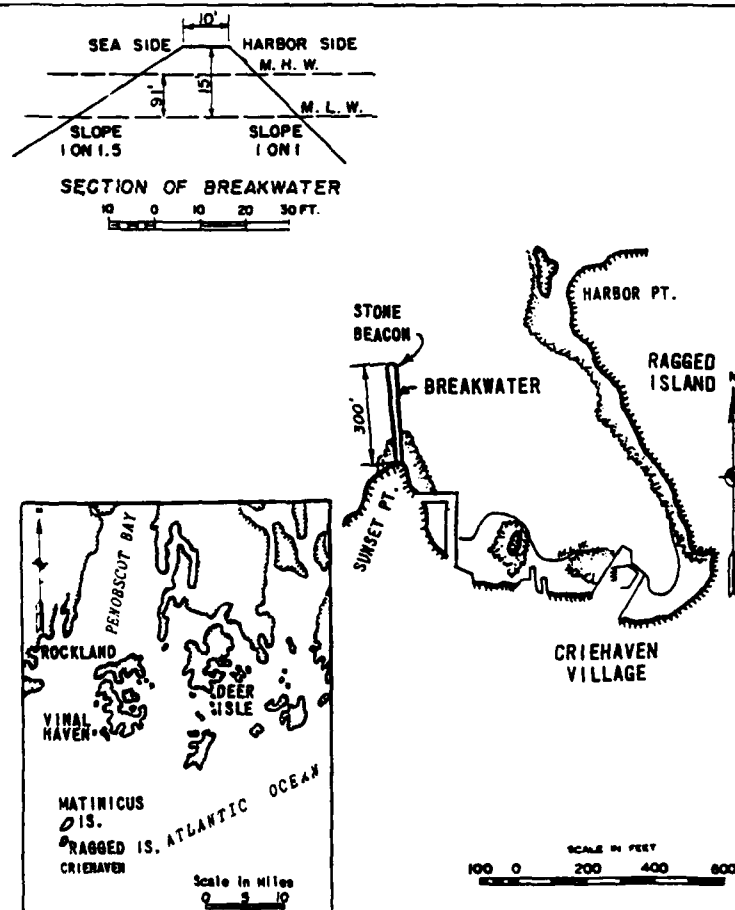 10'
SEA SIDE HARBOR SIDE
M. H. W.
9.1'
15'
M. L. W.
SLOPE
1 ON 1.5
SLOPE
1 ON 1
SECTION OF BREAKWATER
10 0 10 20 30 FT.
HARBOR PT.
STONE
BEACON
BREAKWATER
RAGGED
ISLAND
N
300'
SUNSET PT.
CRIEHAVEN
VILLAGE
PENOBSCOT BAY
ROCKLAND
DEER
ISLE
VINAL
HAVEN
ATLANTIC OCEAN
MATINICUS
IS.
RAGGED IS.
CRIEHAVEN
Scale in Miles
0 5 10
SCALE IN FEET
100 0 200 400 600